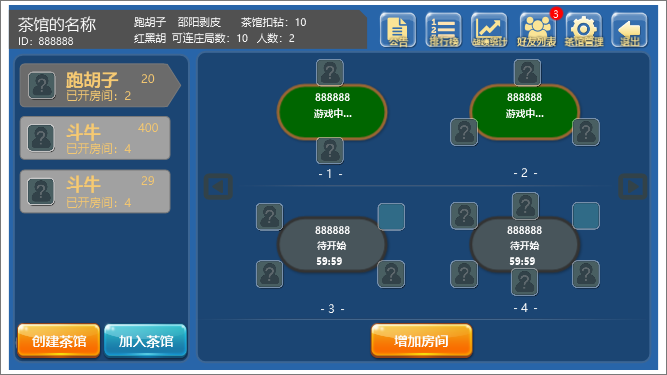 茶馆的名称
ID：888888
跑胡子 邵阳剥皮 茶馆扣钻：10
红黑胡 可连庄局数：10 人数：2
公告
排行榜
战绩统计
3
好友列表
茶馆管理
退出
跑胡子 20
已开房间：2
斗牛 400
已开房间：4
斗牛 29
已开房间：4
创建茶馆
加入茶馆
888888
游戏中...
- 1 -
888888
游戏中...
- 2 -
888888
待开始
59:59
- 3 -
888888
待开始
59:59
- 4 -
增加房间